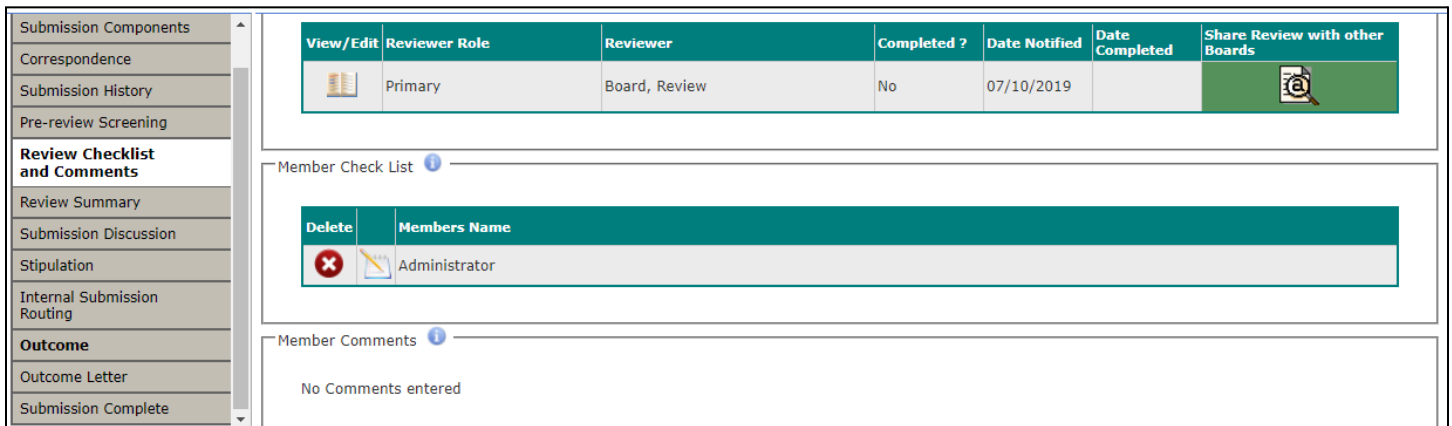 Submission Components
Correspondence
Submission History
Pre-review Screening
Review Checklist
and Comments
Review Summary
Submission Discussion
Stipulation
Internal Submission
Routing
Outcome
Outcome Letter
Submission Complete
View/Edit Reviewer Role Reviewer Completed ? Date Notified Date Completed Share Review with other Boards
Primary Board, Review No 07/10/2019
Member Check List
Delete Members Name
Administrator
Member Comments
No Comments entered